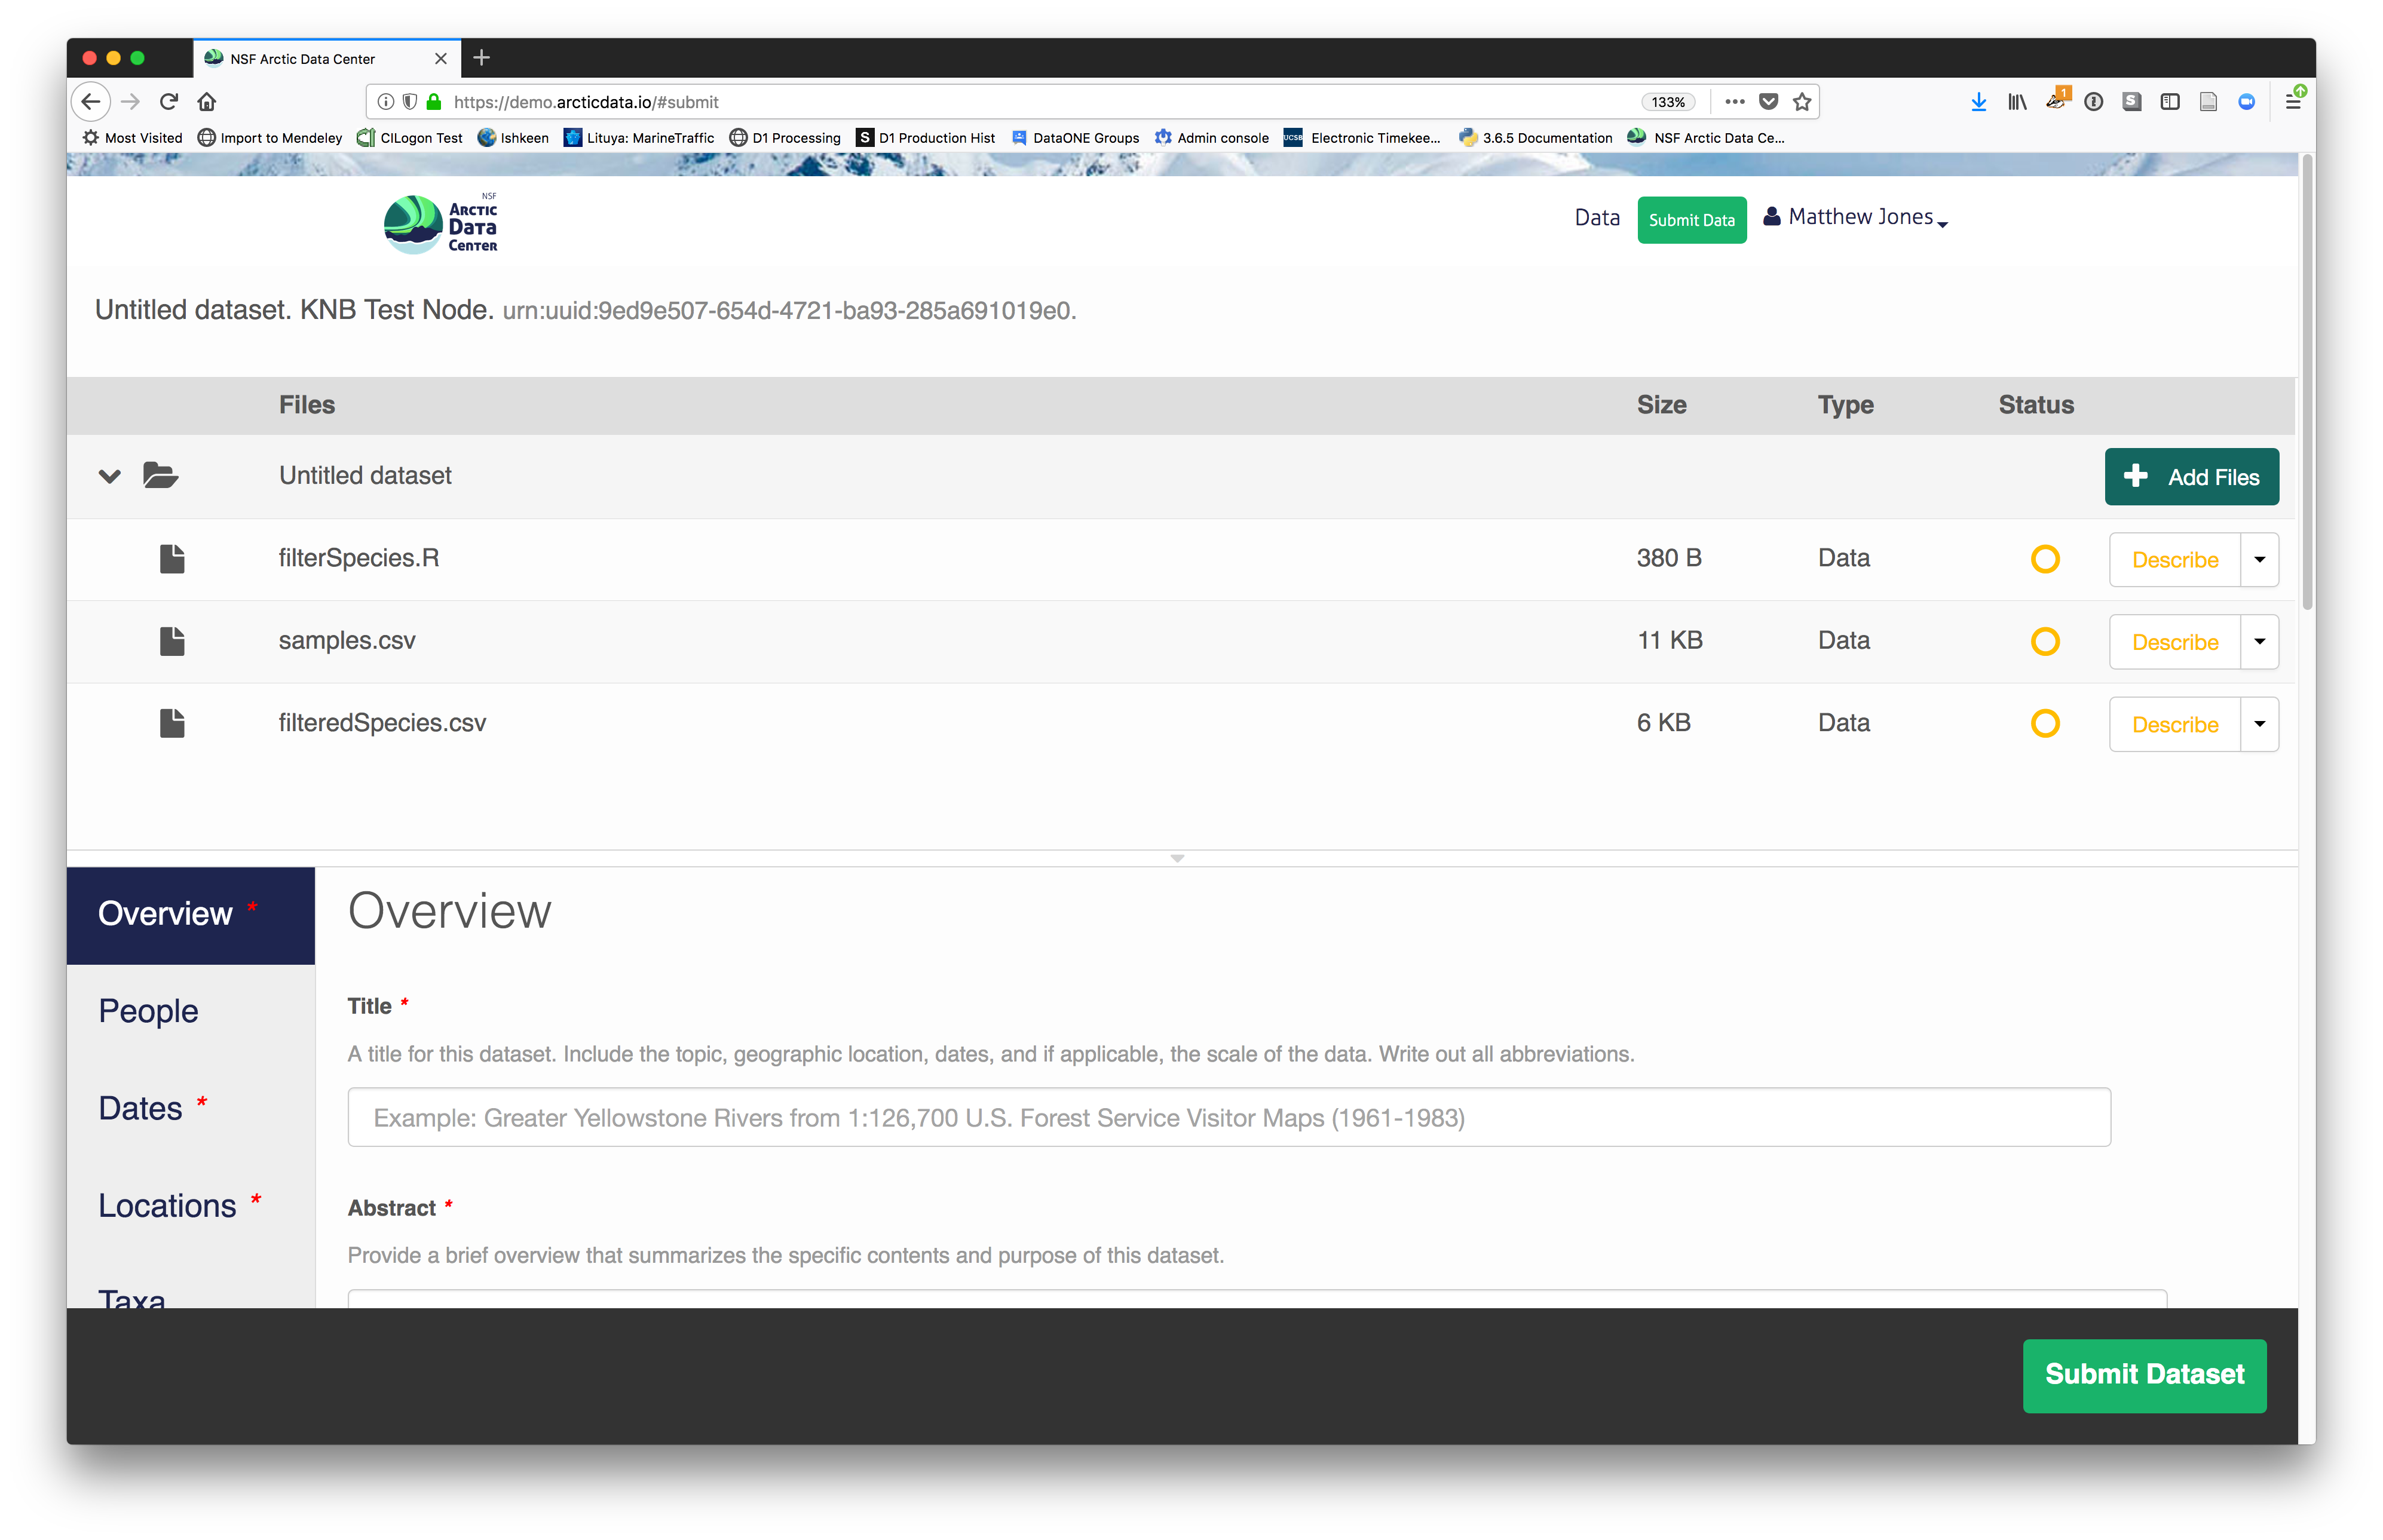 NSF Arctic Data Center
https://demo.arcticdata.io/#submit 133% 1
Most Visited Import to Mendeley CILogon Test Ishkeen Lituya: MarineTraffic D1 Processing S D1 Production Hist DataONE Groups Admin console UCSB Electronic Timekee... 3.6.5 Documentation NSF Arctic Data Ce...
NSF
ARCTIC
Data
CENTER
Data Submit Data Matthew Jones
Untitled dataset. KNB Test Node. urn:uuid:9ed9e507-654d-4721-ba93-285a691019e0.
Files Size Type Status
Untitled dataset Add Files
filterSpecies.R 380 B Data Describe
samples.csv 11 KB Data Describe
filteredSpecies.csv 6 KB Data Describe
Overview *
People
Dates *
Locations *
Taxa
Overview
Title *
A title for this dataset. Include the topic, geographic location, dates, and if applicable, the scale of the data. Write out all abbreviations.
Example: Greater Yellowstone Rivers from 1:126,700 U.S. Forest Service Visitor Maps (1961-1983)
Abstract *
Provide a brief overview that summarizes the specific contents and purpose of this dataset.
Submit Dataset